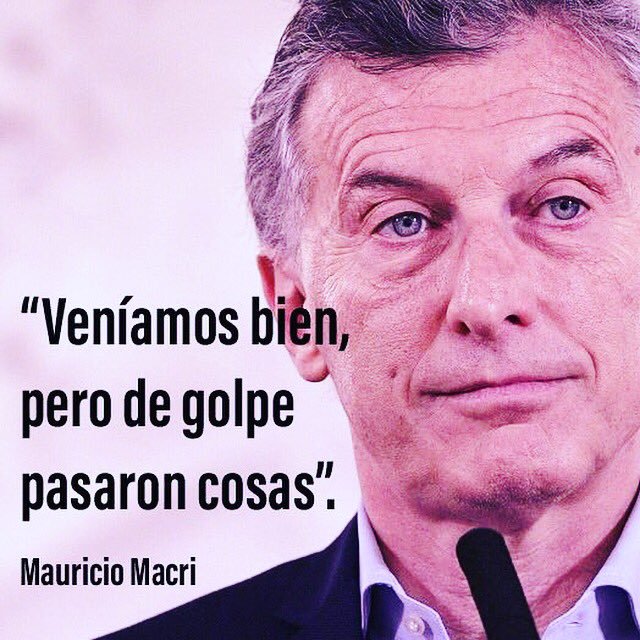 “Veníamos bien,
pero de golpe
pasaron cosas”.
Mauricio Macri